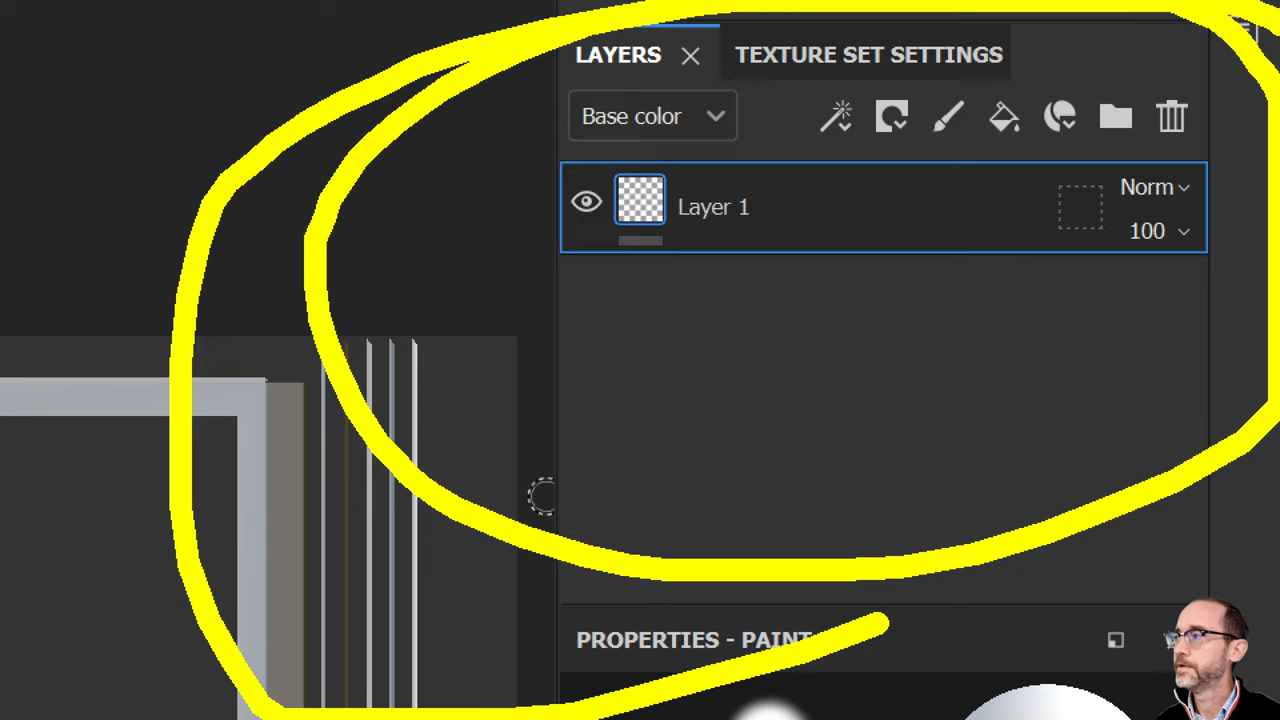 LAYERS TEXTURE SET SETTINGS
Base color
Layer 1 Norm
100
PROPERTIES - PAINT